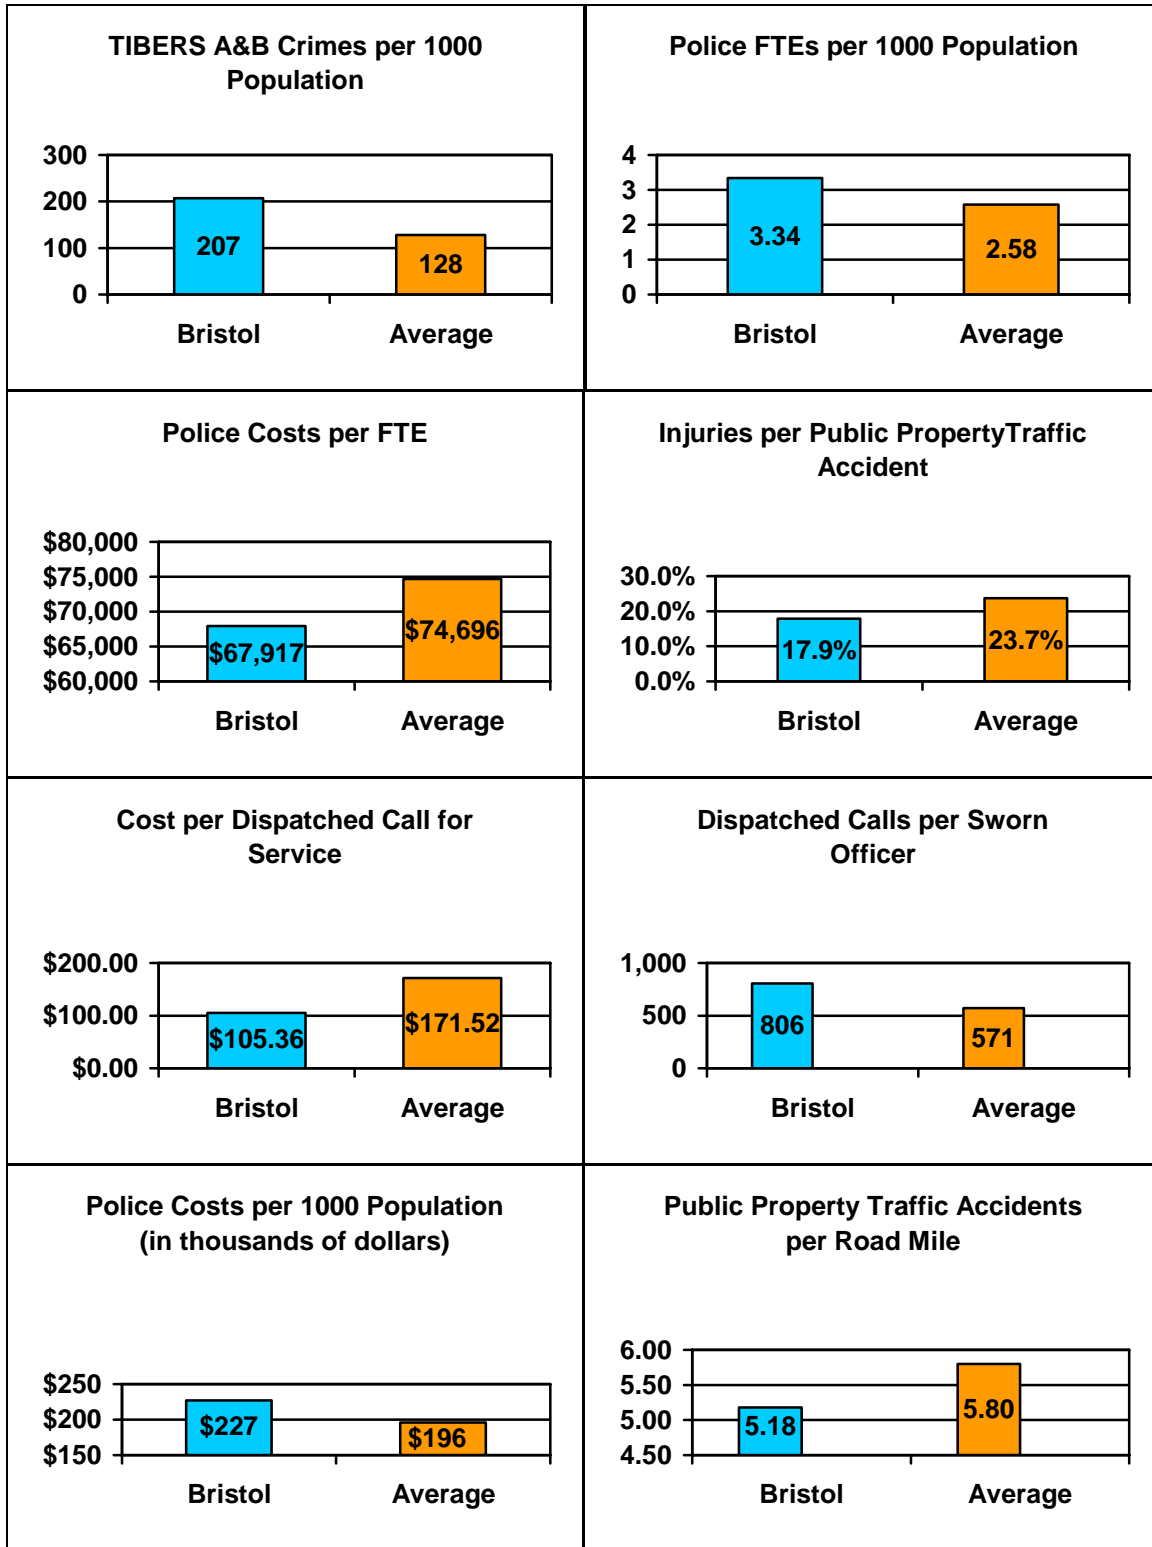 TIBERS A&B Crimes per 1000
Population
300
200
100
0
207
128
Bristol
Average
Police FTEs per 1000 Population
4
3
2
1
0
3.34
2.58
Bristol
Average
Police Costs per FTE
$80,000
$75,000
$70,000
$65,000
$60,000
$67,917
$74,696
Bristol
Average
Injuries per Public PropertyTraffic
Accident
30.0%
20.0%
10.0%
0.0%
17.9%
23.7%
Bristol
Average
Cost per Dispatched Call for
Service
$200.00
$100.00
$0.00
$105.36
$171.52
Bristol
Average
Dispatched Calls per Sworn
Officer
1,000
500
0
806
571
Bristol
Average
Police Costs per 1000 Population
(in thousands of dollars)
$250
$200
$150
$227
$196
Bristol
Average
Public Property Traffic Accidents
per Road Mile
6.00
5.50
5.00
4.50
5.18
5.80
Bristol
Average